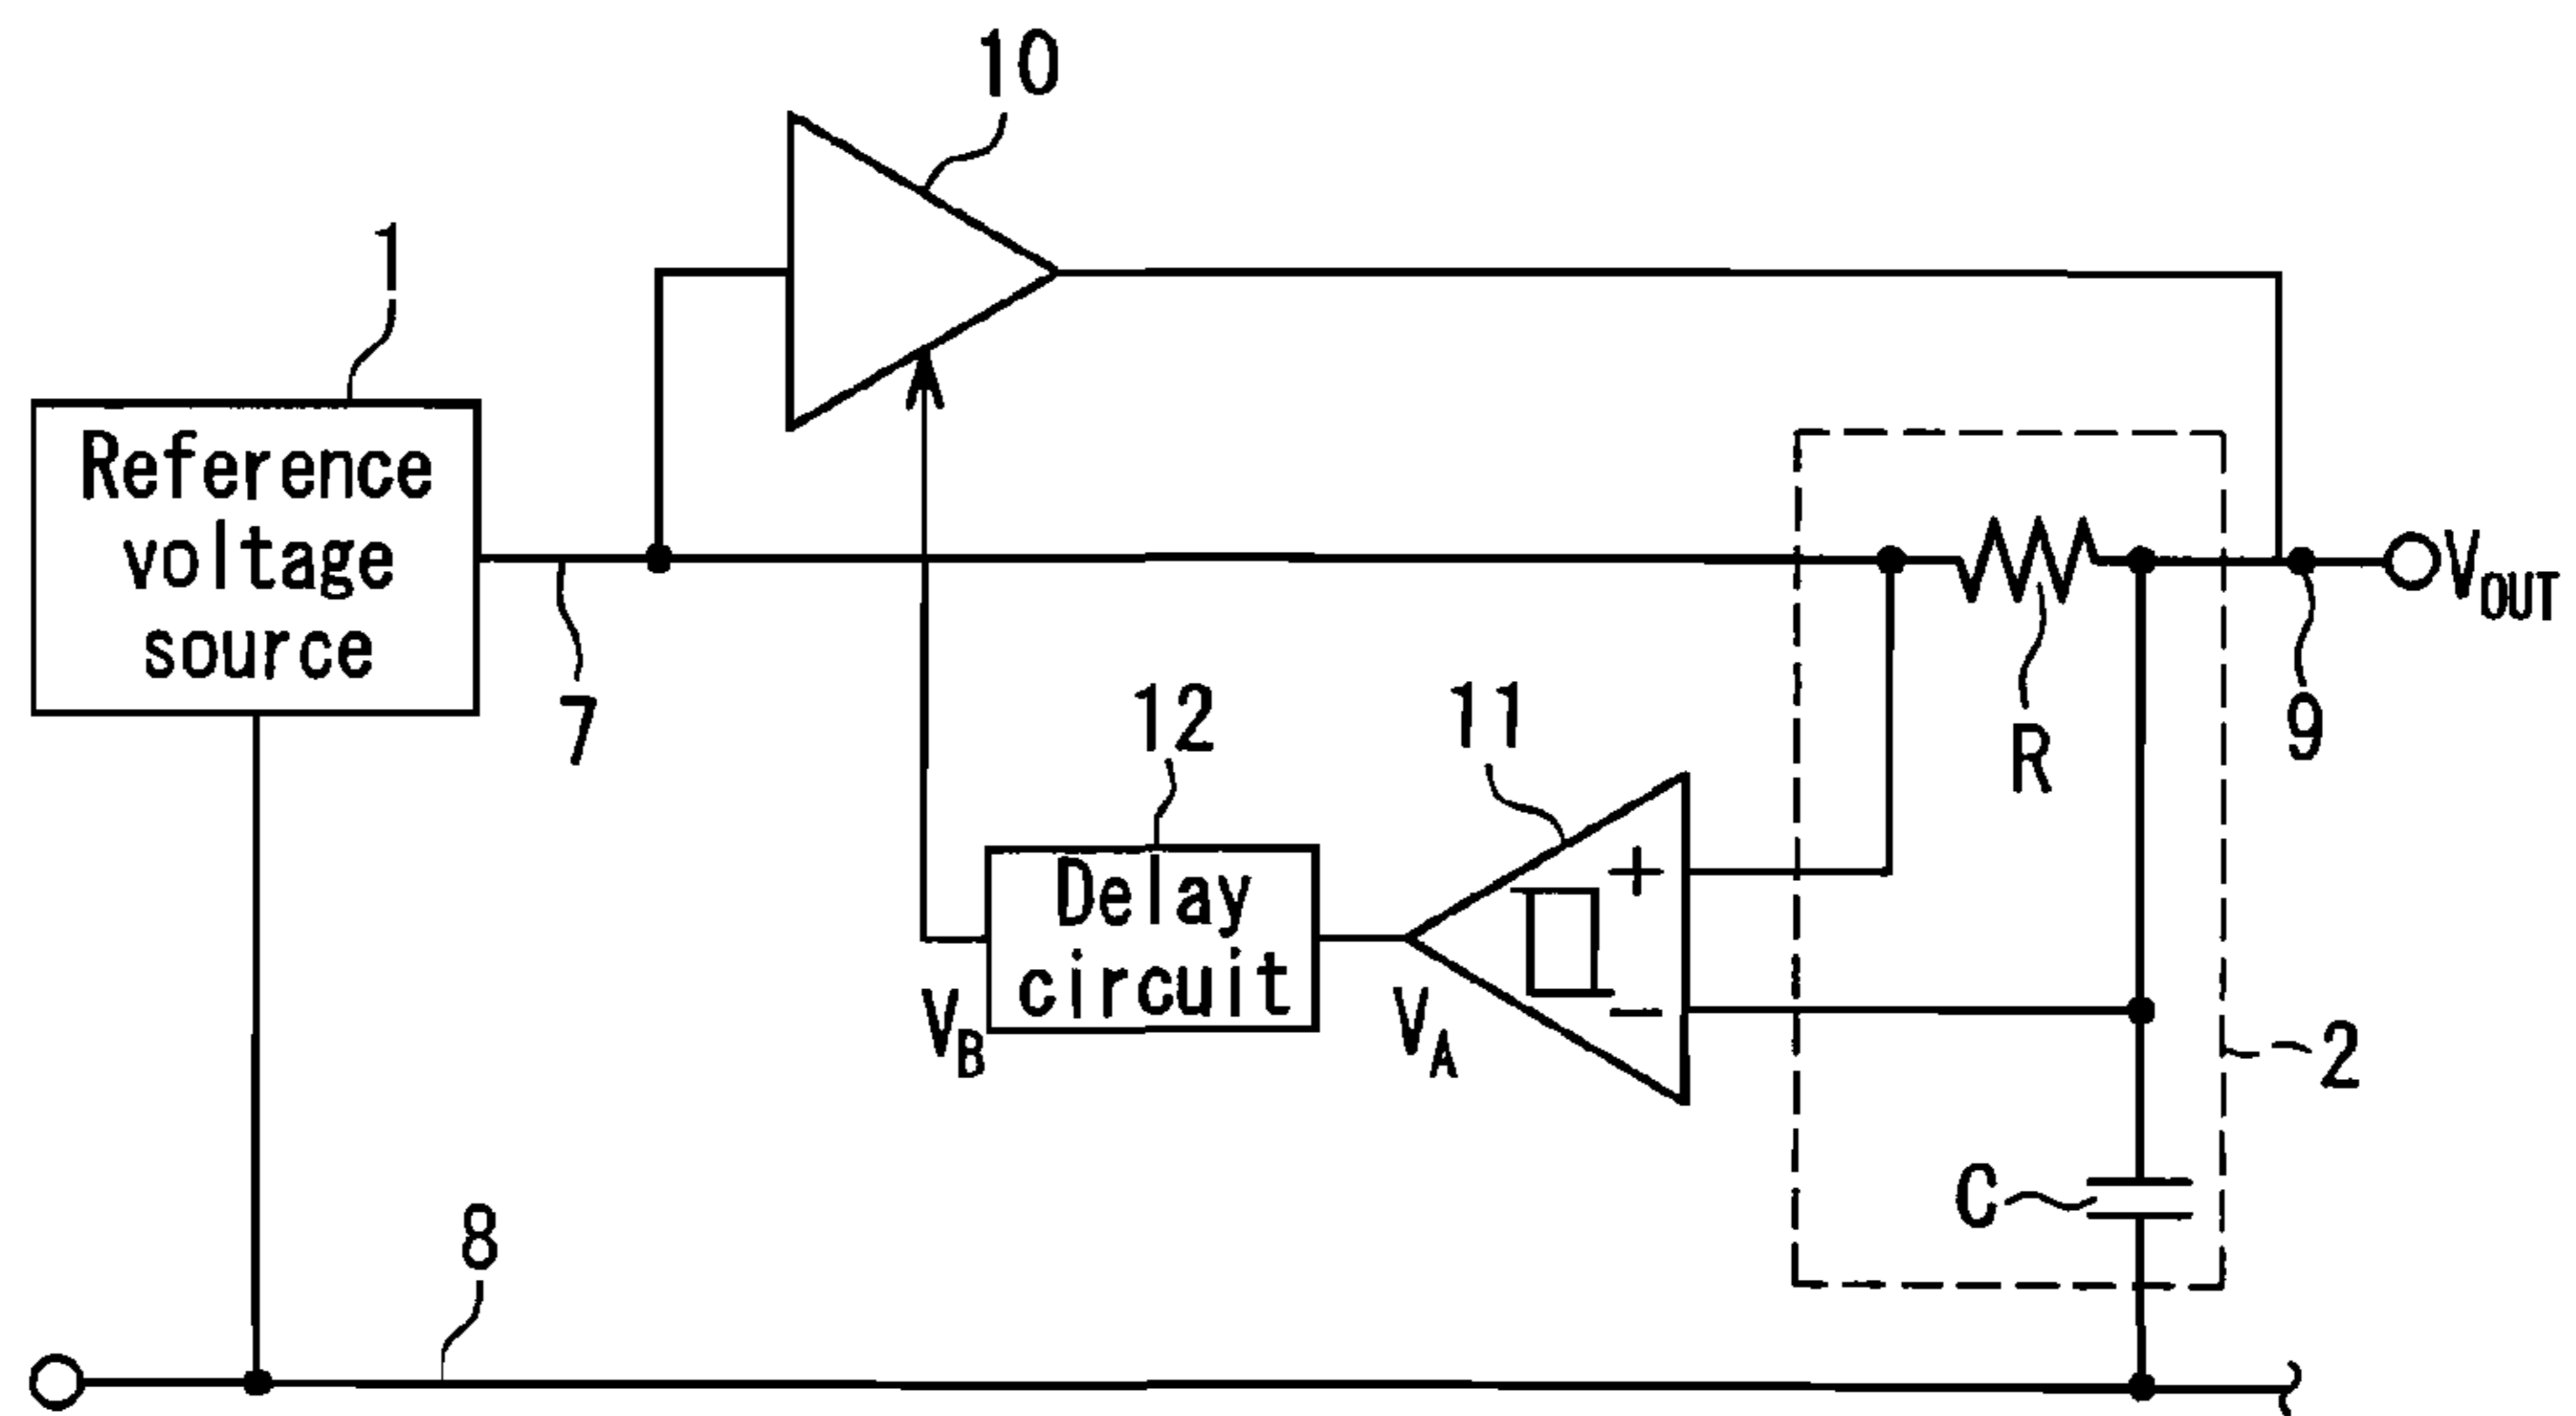 10
1
Reference
voltage
source
7
12
11
R
9
V_OUT
Delay
circuit
+
−
V_B
V_A
2
C
8